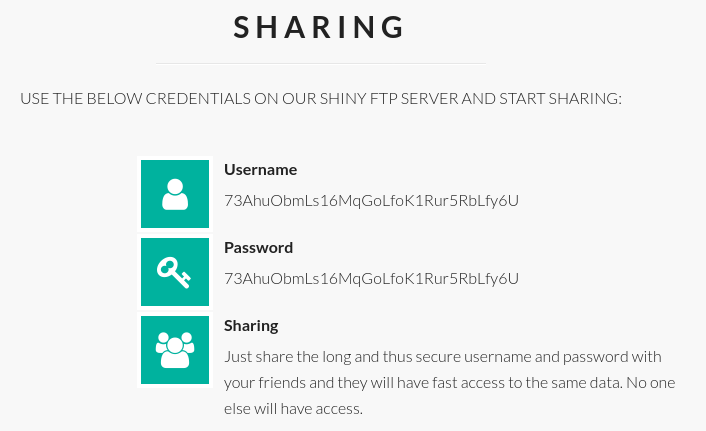 SHARING
USE THE BELOW CREDENTIALS ON OUR SHINY FTP SERVER AND START SHARING:
Username
73AhuObmLs16MqGoLfoK1Rur5RbLfy6U
Password
73AhuObmLs16MqGoLfoK1Rur5RbLfy6U
Sharing
Just share the long and thus secure username and password with
your friends and they will have fast access to the same data. No one
else will have access.